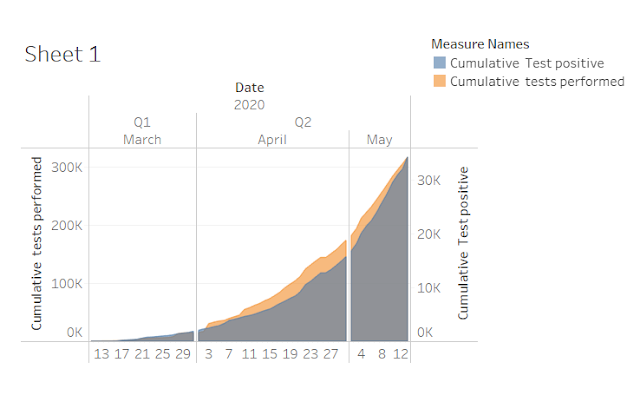 Sheet 1
Measure Names
Cumulative Test positive
Cumulative tests performed
Date
2020
Q1
Q2
March
April
May
Cumulative tests performed
300K
200K
100K
0K
30K
20K
10K
0K
Cumulative Test positive
13 17 21 25 29 3 7 11 15 19 23 27 4 8 12